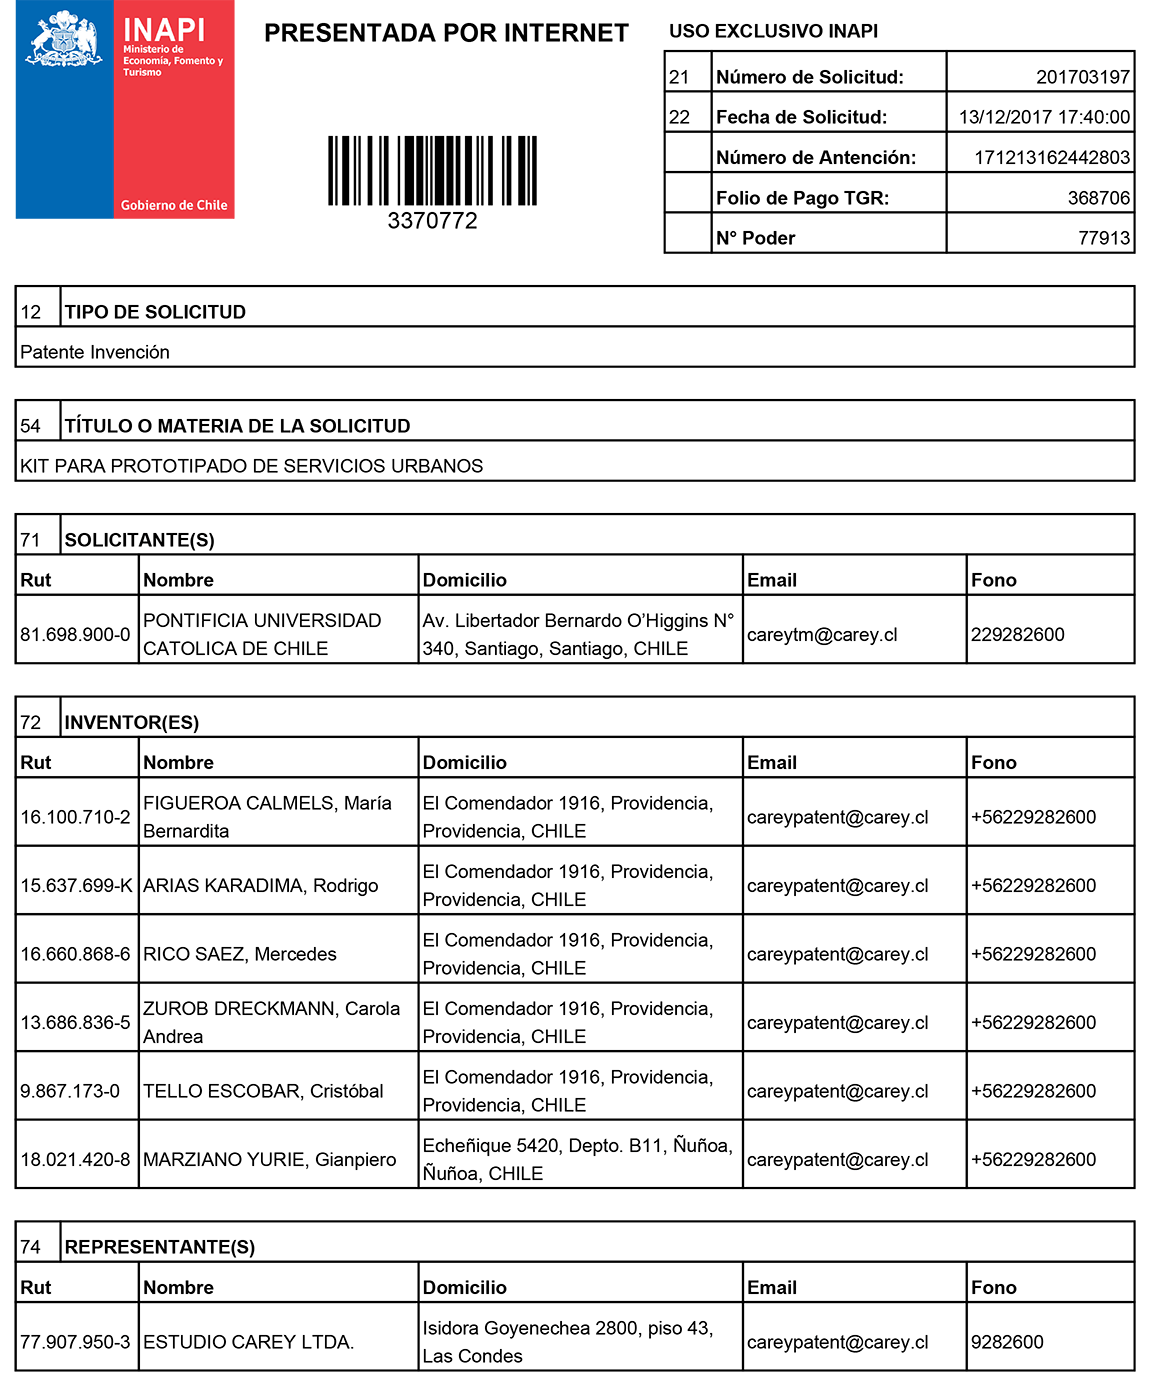 INAPI
Ministerio de
Economía, Fomento y
Turismo
Gobierno de Chile
PRESENTADA POR INTERNET
3370772
USO EXCLUSIVO INAPI
21 Número de Solicitud: 201703197
22 Fecha de Solicitud: 13/12/2017 17:40:00
Número de Antención: 171213162442803
Folio de Pago TGR: 368706
N° Poder 77913
12 TIPO DE SOLICITUD
Patente Invención
54 TÍTULO O MATERIA DE LA SOLICITUD
KIT PARA PROTOTIPADO DE SERVICIOS URBANOS
71 SOLICITANTE(S)
Rut Nombre Domicilio Email Fono
81.698.900-0 PONTIFICIA UNIVERSIDAD
CATOLICA DE CHILE Av. Libertador Bernardo O’Higgins N°
340, Santiago, Santiago, CHILE careytm@carey.cl 229282600
72 INVENTOR(ES)
Rut Nombre Domicilio Email Fono
16.100.710-2 FIGUEROA CALMELS, María
Bernardita El Comendador 1916, Providencia,
Providencia, CHILE careypatent@carey.cl +56229282600
15.637.699-K ARIAS KARADIMA, Rodrigo El Comendador 1916, Providencia,
Providencia, CHILE careypatent@carey.cl +56229282600
16.660.868-6 RICO SAEZ, Mercedes El Comendador 1916, Providencia,
Providencia, CHILE careypatent@carey.cl +56229282600
13.686.836-5 ZUROB DRECKMANN, Carola
Andrea El Comendador 1916, Providencia,
Providencia, CHILE careypatent@carey.cl +56229282600
9.867.173-0 TELLO ESCOBAR, Cristóbal El Comendador 1916, Providencia,
Providencia, CHILE careypatent@carey.cl +56229282600
18.021.420-8 MARZIANO YURIE, Gianpiero Echeñique 5420, Depto. B11, Ñuñoa,
Ñuñoa, CHILE careypatent@carey.cl +56229282600
74 REPRESENTANTE(S)
Rut Nombre Domicilio Email Fono
77.907.950-3 ESTUDIO CAREY LTDA. Isidora Goyenechea 2800, piso 43,
Las Condes careypatent@carey.cl 9282600